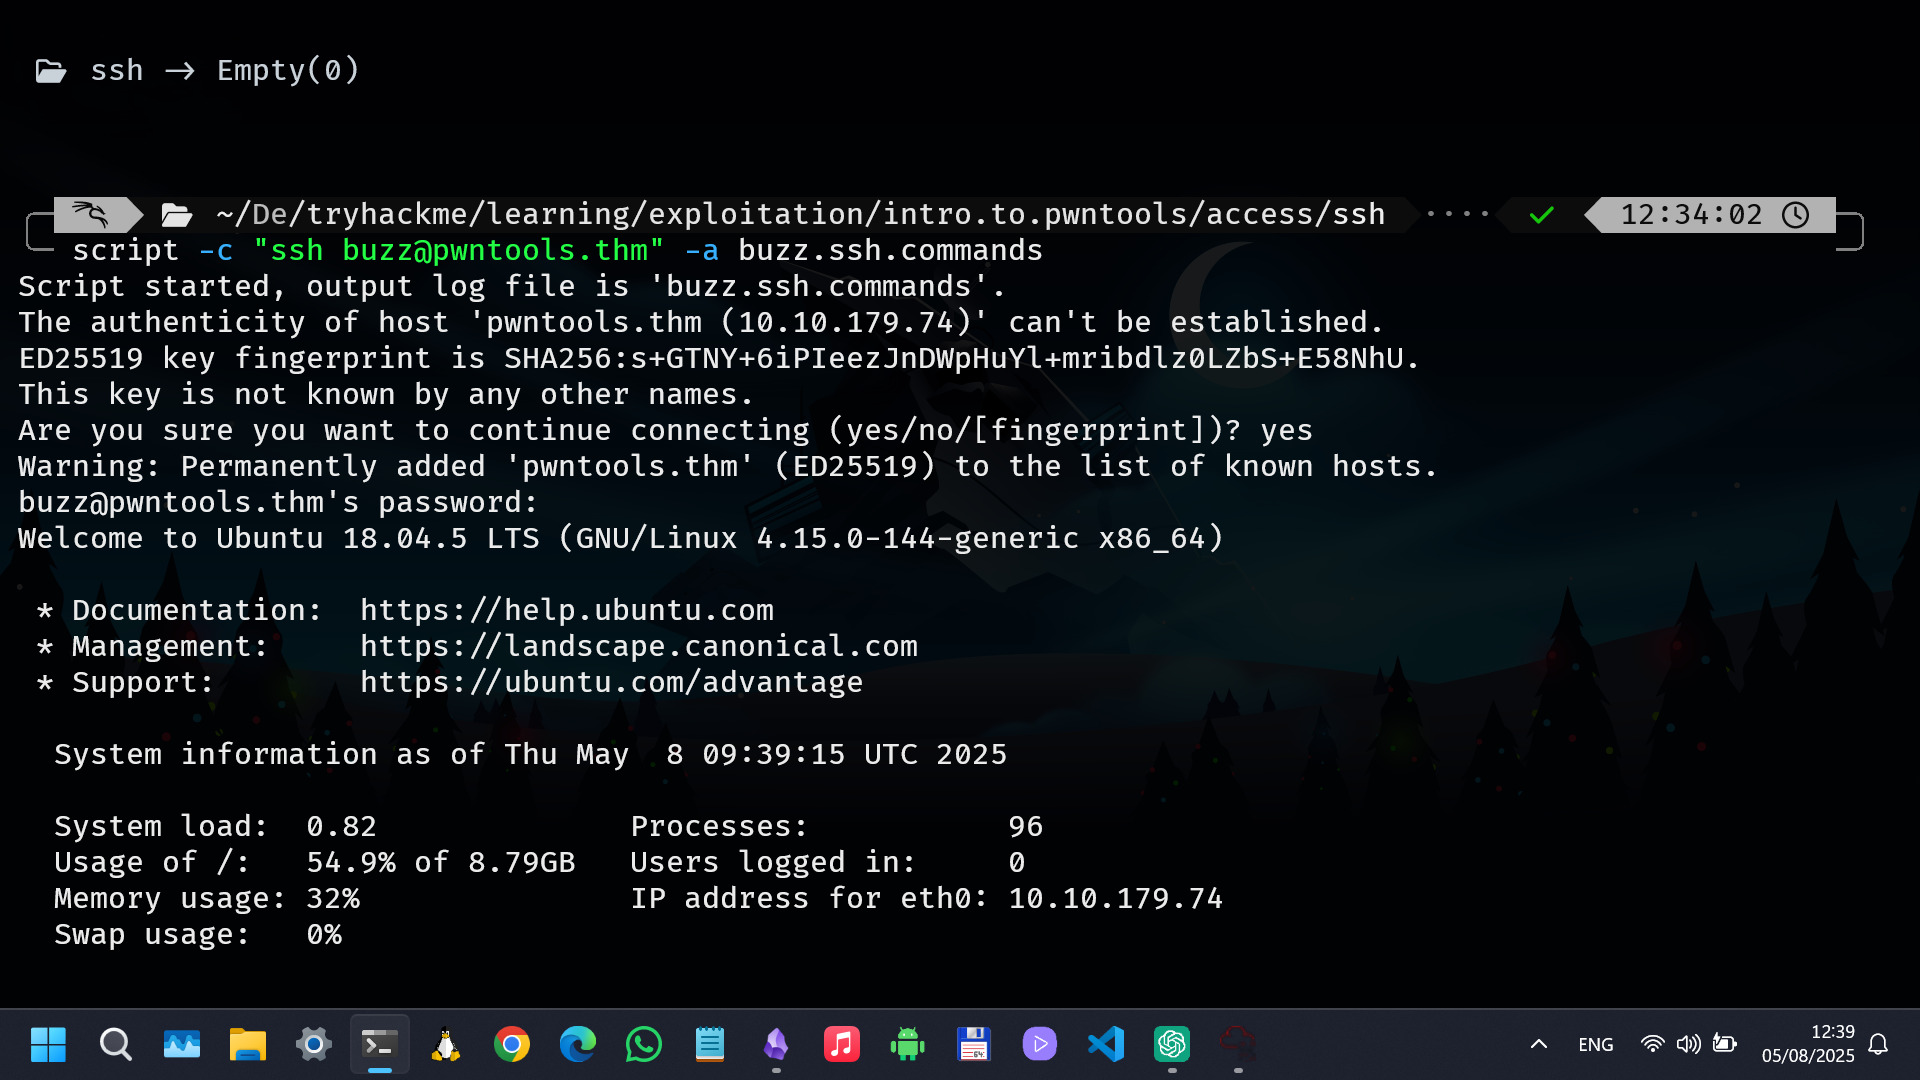 ssh → Empty(0)
~/De/tryhackme/learning/exploitation/intro.to.pwntools/access/ssh ···· ✓ 12:34:02
script -c "ssh buzz@pwntools.thm" -a buzz.ssh.commands
Script started, output log file is 'buzz.ssh.commands'.
The authenticity of host 'pwntools.thm (10.10.179.74)' can't be established.
ED25519 key fingerprint is SHA256:s+GTNY+6iPIeezJnDWpHuYl+mribdlz0LZbS+E58NhU.
This key is not known by any other names.
Are you sure you want to continue connecting (yes/no/[fingerprint])? yes
Warning: Permanently added 'pwntools.thm' (ED25519) to the list of known hosts.
buzz@pwntools.thm's password:
Welcome to Ubuntu 18.04.5 LTS (GNU/Linux 4.15.0-144-generic x86_64)
* Documentation:  https://help.ubuntu.com
* Management:     https://landscape.canonical.com
* Support:        https://ubuntu.com/advantage
System information as of Thu May  8 09:39:15 UTC 2025
System load:  0.82              Processes:           96
Usage of /:   54.9% of 8.79GB   Users logged in:     0
Memory usage: 32%               IP address for eth0: 10.10.179.74
Swap usage:   0%
64
ENG
12:39
05/08/2025